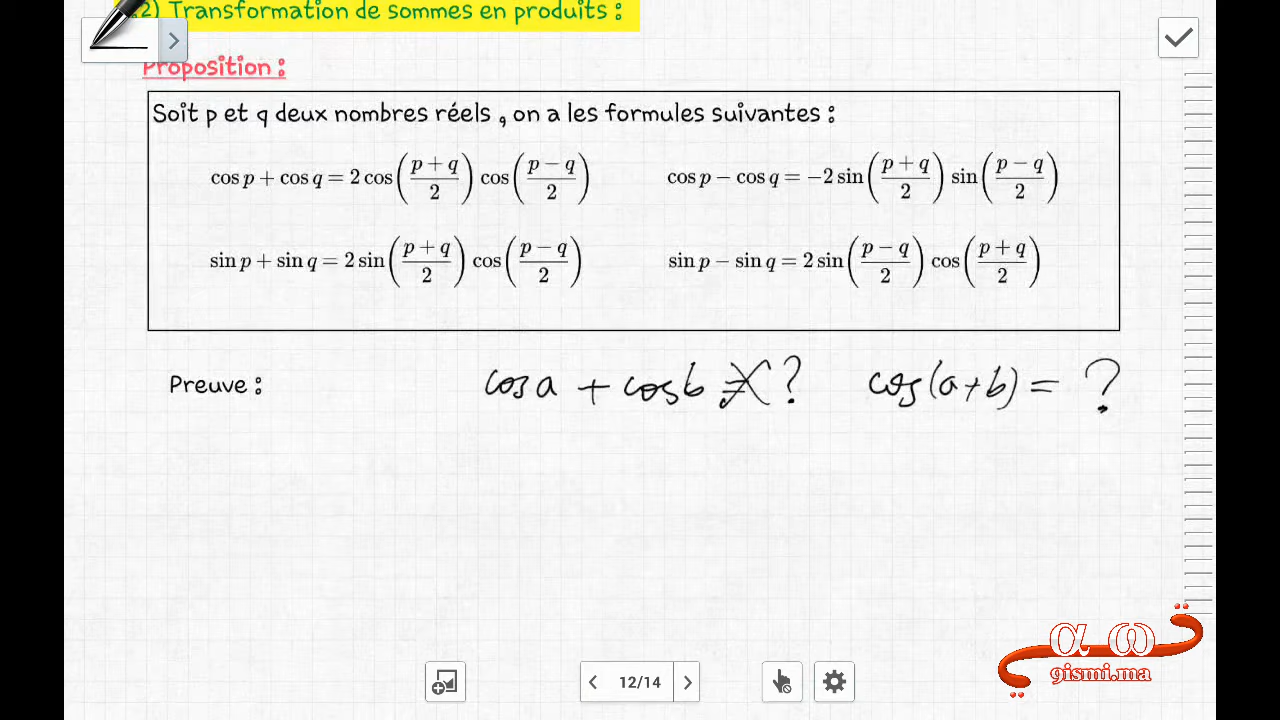 2) Transformation de sommes en produits :
Proposition :
Soit p et q deux nombres réels , on a les formules suivantes :
cos p + cos q = 2 cos((p + q)/2) cos((p − q)/2)    cos p − cos q = −2 sin((p + q)/2) sin((p − q)/2)
sin p + sin q = 2 sin((p + q)/2) cos((p − q)/2)    sin p − sin q = 2 sin((p − q)/2) cos((p + q)/2)
Preuve :    cos a + cos b = ?    cos(a+b) = ?
12/14
α ω
gismi.ma